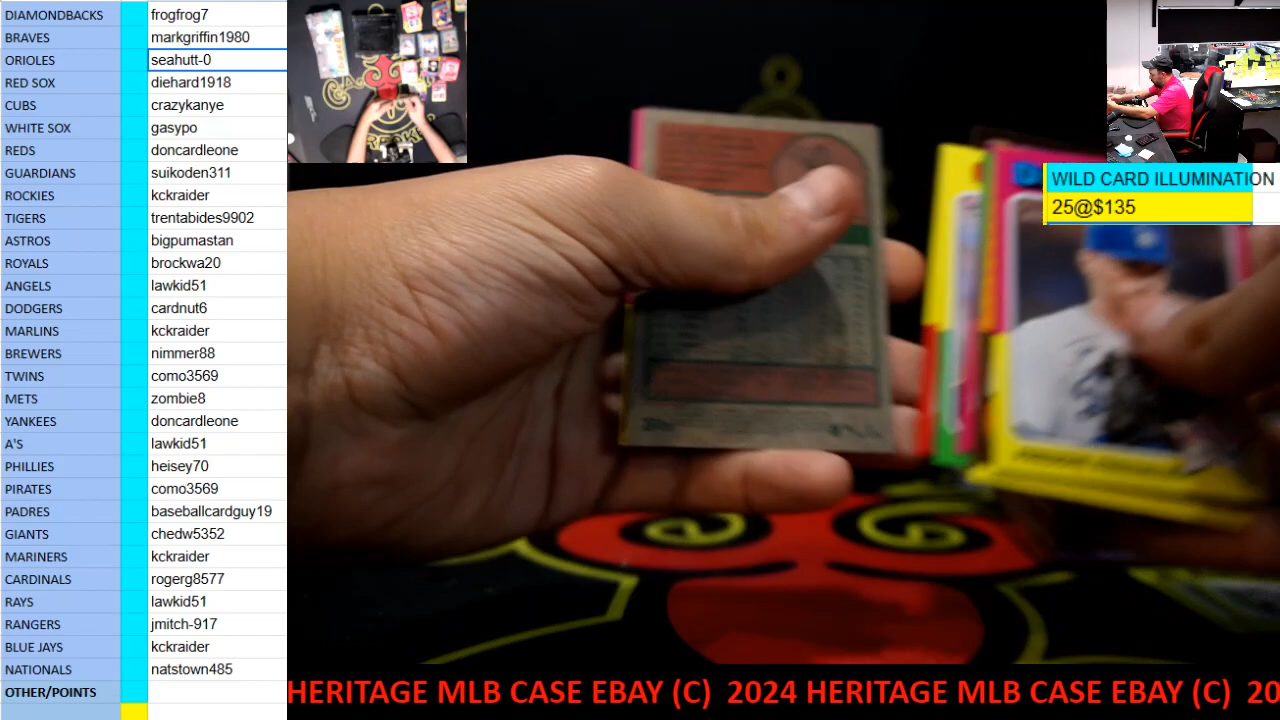 DIAMONDBACKS frogfrog7
BRAVES markgriffin1980
ORIOLES seahutt-0
RED SOX diehard1918
CUBS crazykanye
WHITE SOX gasypo
REDS doncardleone
GUARDIANS suikoden311
ROCKIES kckraider
TIGERS trentabides9902
ASTROS bigpumastan
ROYALS brockwa20
ANGELS lawkid51
DODGERS cardnut6
MARLINS kckraider
BREWERS nimmer88
TWINS como3569
METS zombie8
YANKEES doncardleone
A'S lawkid51
PHILLIES heisey70
PIRATES como3569
PADRES baseballcardguy19
GIANTS chedw5352
MARINERS kckraider
CARDINALS rogerg8577
RAYS lawkid51
RANGERS jmitch-917
BLUE JAYS kckraider
NATIONALS natstown485
OTHER/POINTS
WILD CARD ILLUMINATION
25@$135
HERITAGE MLB CASE EBAY (C) 2024 HERITAGE MLB CASE EBAY (C) 20